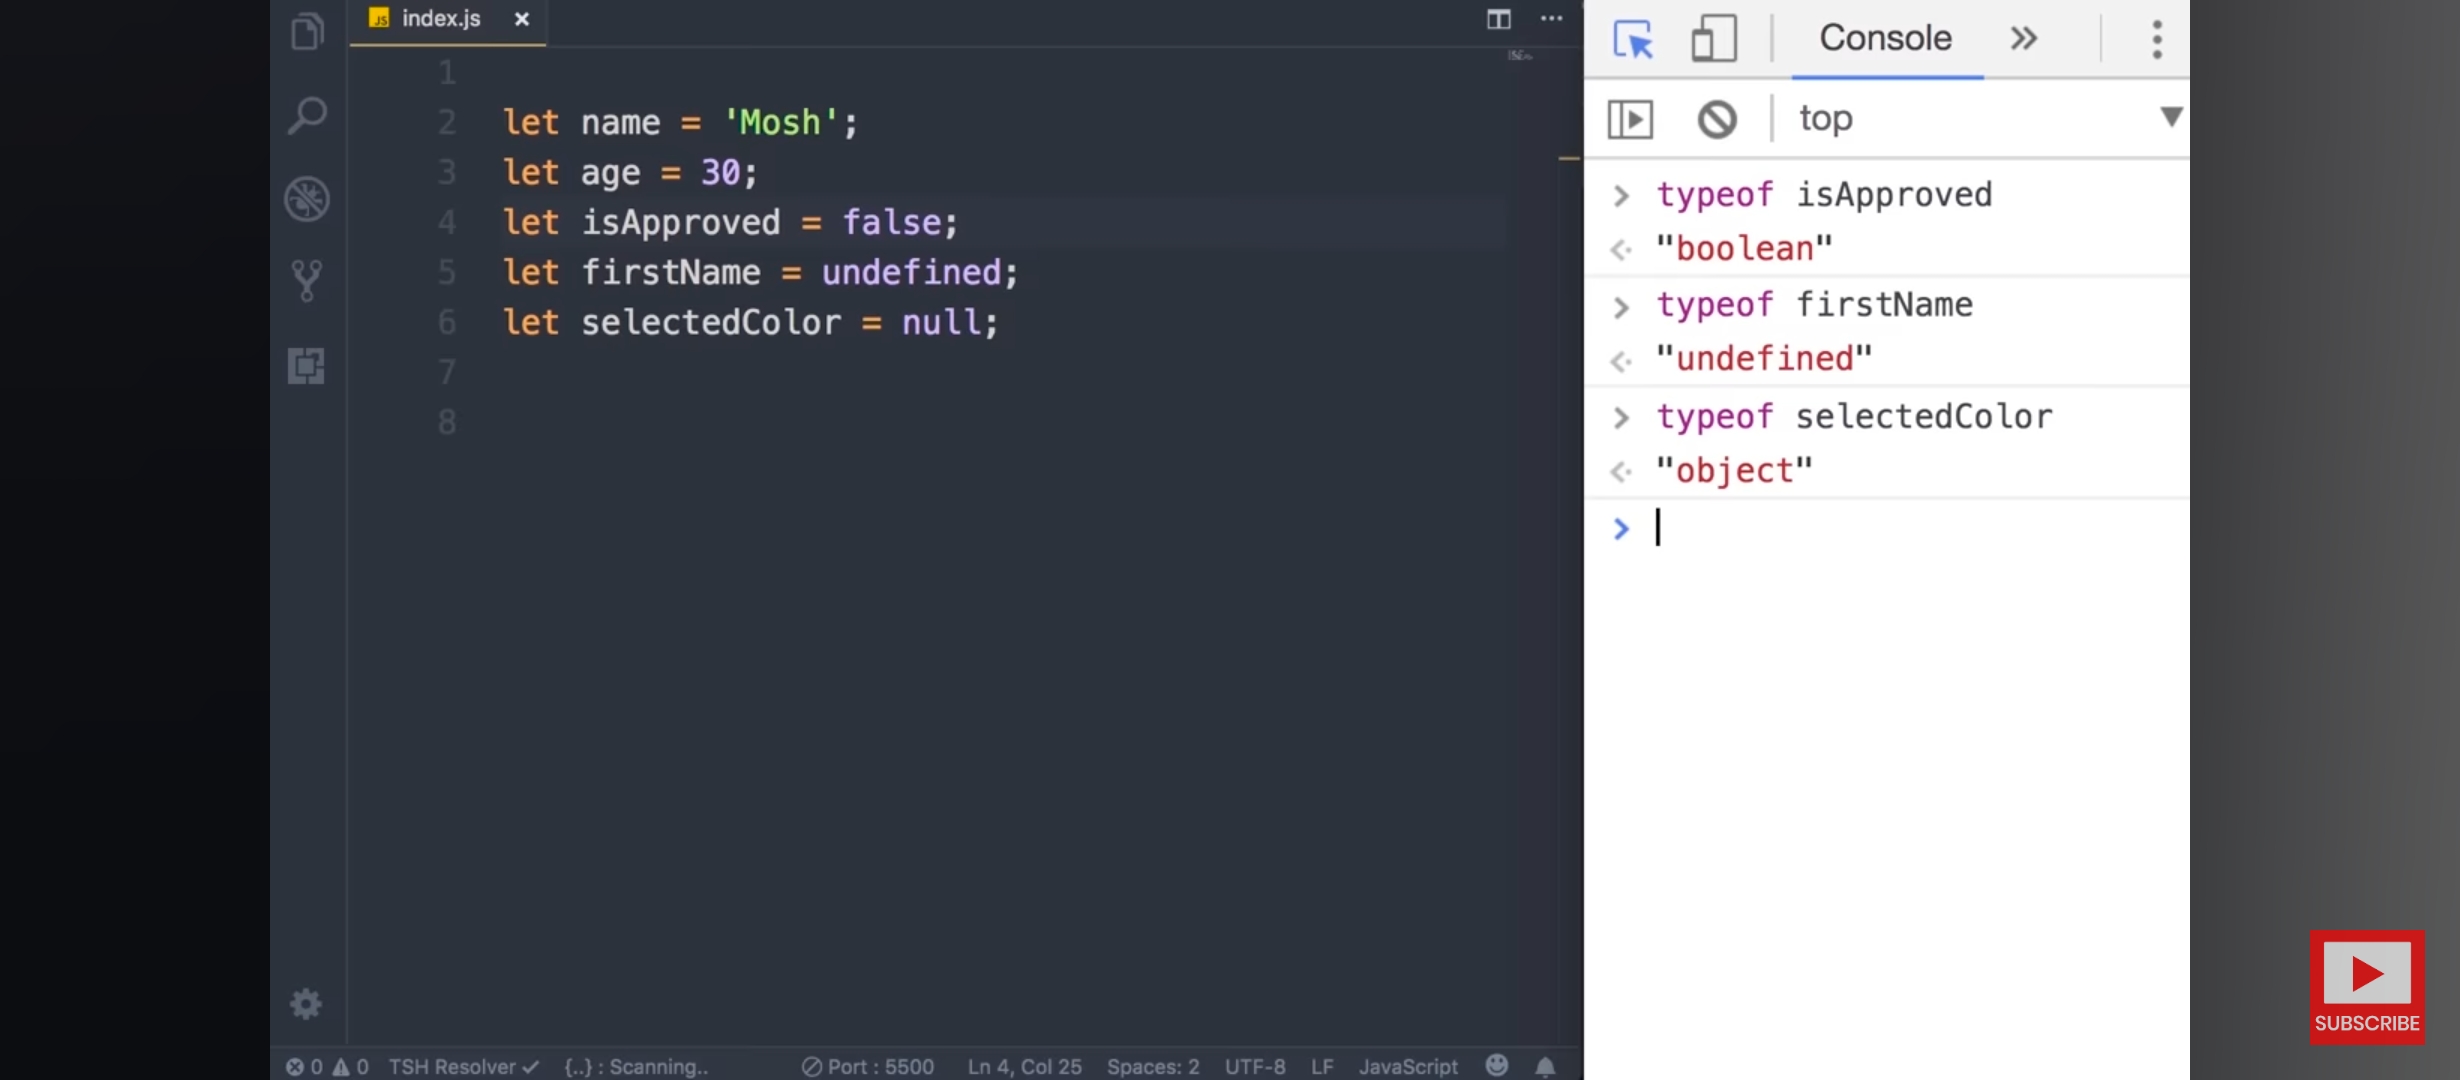 index.js
1
2 let name = 'Mosh';
3 let age = 30;
4 let isApproved = false;
5 let firstName = undefined;
6 let selectedColor = null;
7
8
0 0 TSH Resolver {..} : Scanning.. Port : 5500 Ln 4, Col 25 Spaces: 2 UTF-8 LF JavaScript
Console
top
typeof isApproved
"boolean"
typeof firstName
"undefined"
typeof selectedColor
"object"
SUBSCRIBE